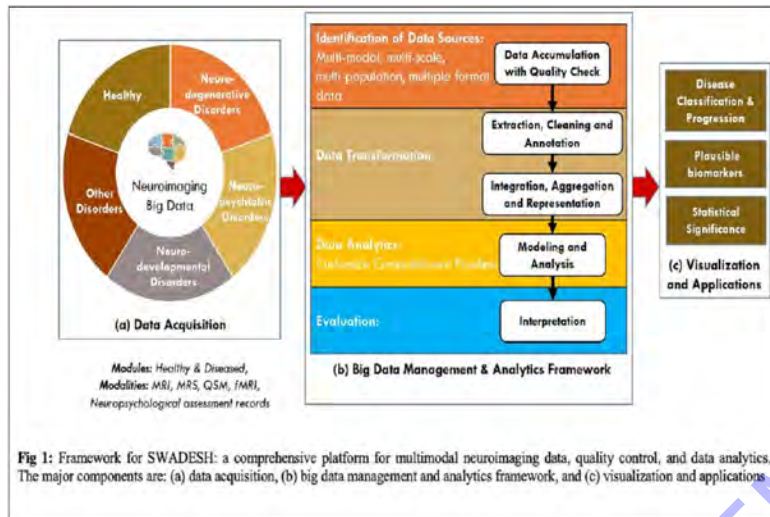 Healthy
Neuro-
degenerative
Disorders
Neuro-
psychiatric
Disorders
Neuro-
developmental
Disorders
Other
Disorders
Neuroimaging
Big Data
(a) Data Acquisition
Modules: Healthy & Diseased,
Modalities: MRI, MRS, QSM, fMRI,
Neuropsychological assessment records
Identification of Data Sources:
Multi-modal, multi-scale,
multi-population, multiple format
data
Data Accumulation
with Quality Check
Data Transformation:
Extraction, Cleaning and
Annotation
Integration, Aggregation
and Representation
Data Analytics:
Modeling and
Analysis
Evaluation:
Interpretation
(b) Big Data Management & Analytics Framework
Disease
Classification &
Progression
Plausible
biomarkers
Statistical
Significance
(c) Visualization
and Applications
Fig 1: Framework for SWADESH: a comprehensive platform for multimodal neuroimaging data, quality control, and data analytics.
The major components are: (a) data acquisition, (b) big data management and analytics framework, and (c) visualization and applications